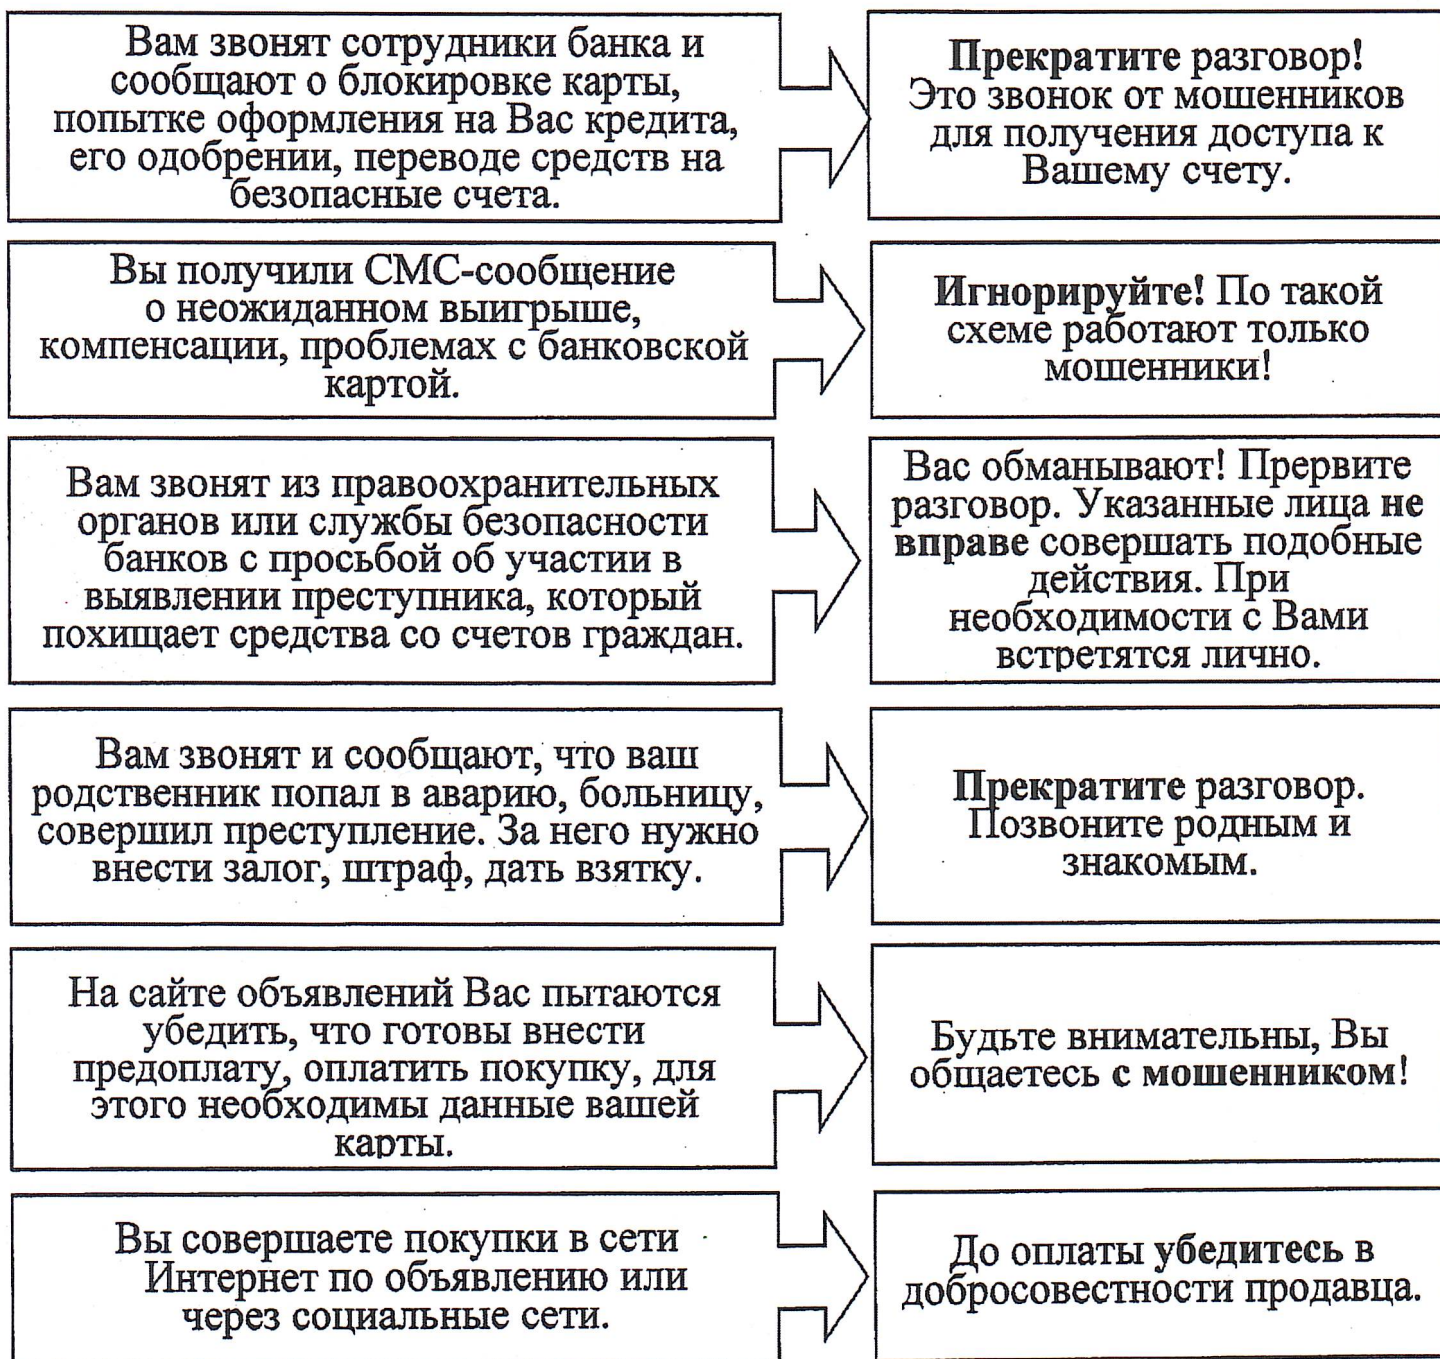 Вам звонят сотрудники банка и
сообщают о блокировке карты,
попытке оформления на Вас кредита,
его одобрении, переводе средств на
безопасные счета.
Прекратите разговор!
Это звонок от мошенников
для получения доступа к
Вашему счету.
Вы получили СМС-сообщение
о неожиданном выигрыше,
компенсации, проблемах с банковской
картой.
Игнорируйте! По такой
схеме работают только
мошенники!
Вам звонят из правоохранительных
органов или службы безопасности
банков с просьбой об участии в
выявлении преступника, который
похищает средства со счетов граждан.
Вас обманывают! Прервите
разговор. Указанные лица не
вправе совершать подобные
действия. При
необходимости с Вами
встретятся лично.
Вам звонят и сообщают, что ваш
родственник попал в аварию, больницу,
совершил преступление. За него нужно
внести залог, штраф, дать взятку.
Прекратите разговор.
Позвоните родным и
знакомым.
На сайте объявлений Вас пытаются
убедить, что готовы внести
предоплату, оплатить покупку, для
этого необходимы данные вашей
карты.
Будьте внимательны, Вы
общаетесь с мошенником!
Вы совершаете покупки в сети
Интернет по объявлению или
через социальные сети.
До оплаты убедитесь в
добросовестности продавца.